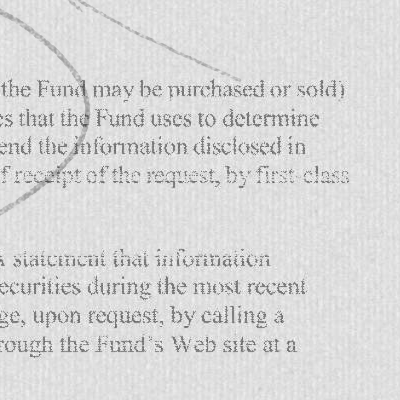 the Fund may be purchased or sold)
es that the Fund uses to determine
end the information disclosed in
f receipt of the request, by first-class
statement that information
ecurities during the most recent
ge, upon request, by calling a
rough the Fund's Web site at a